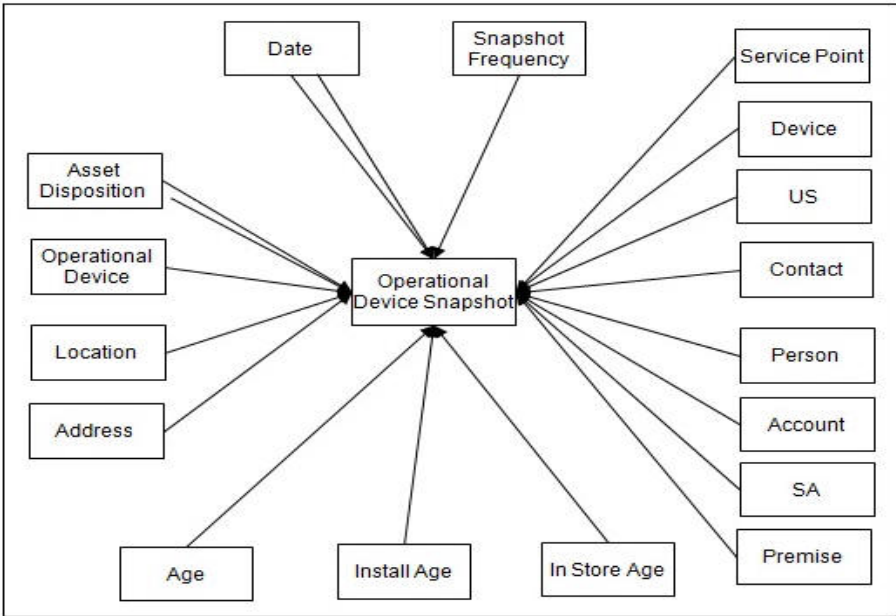 Date
Snapshot
Frequency
Service Point
Device
Asset
Disposition
US
Operational
Device
Operational
Device Snapshot
Contact
Location
Person
Address
Account
SA
Age
Install Age
In Store Age
Premise